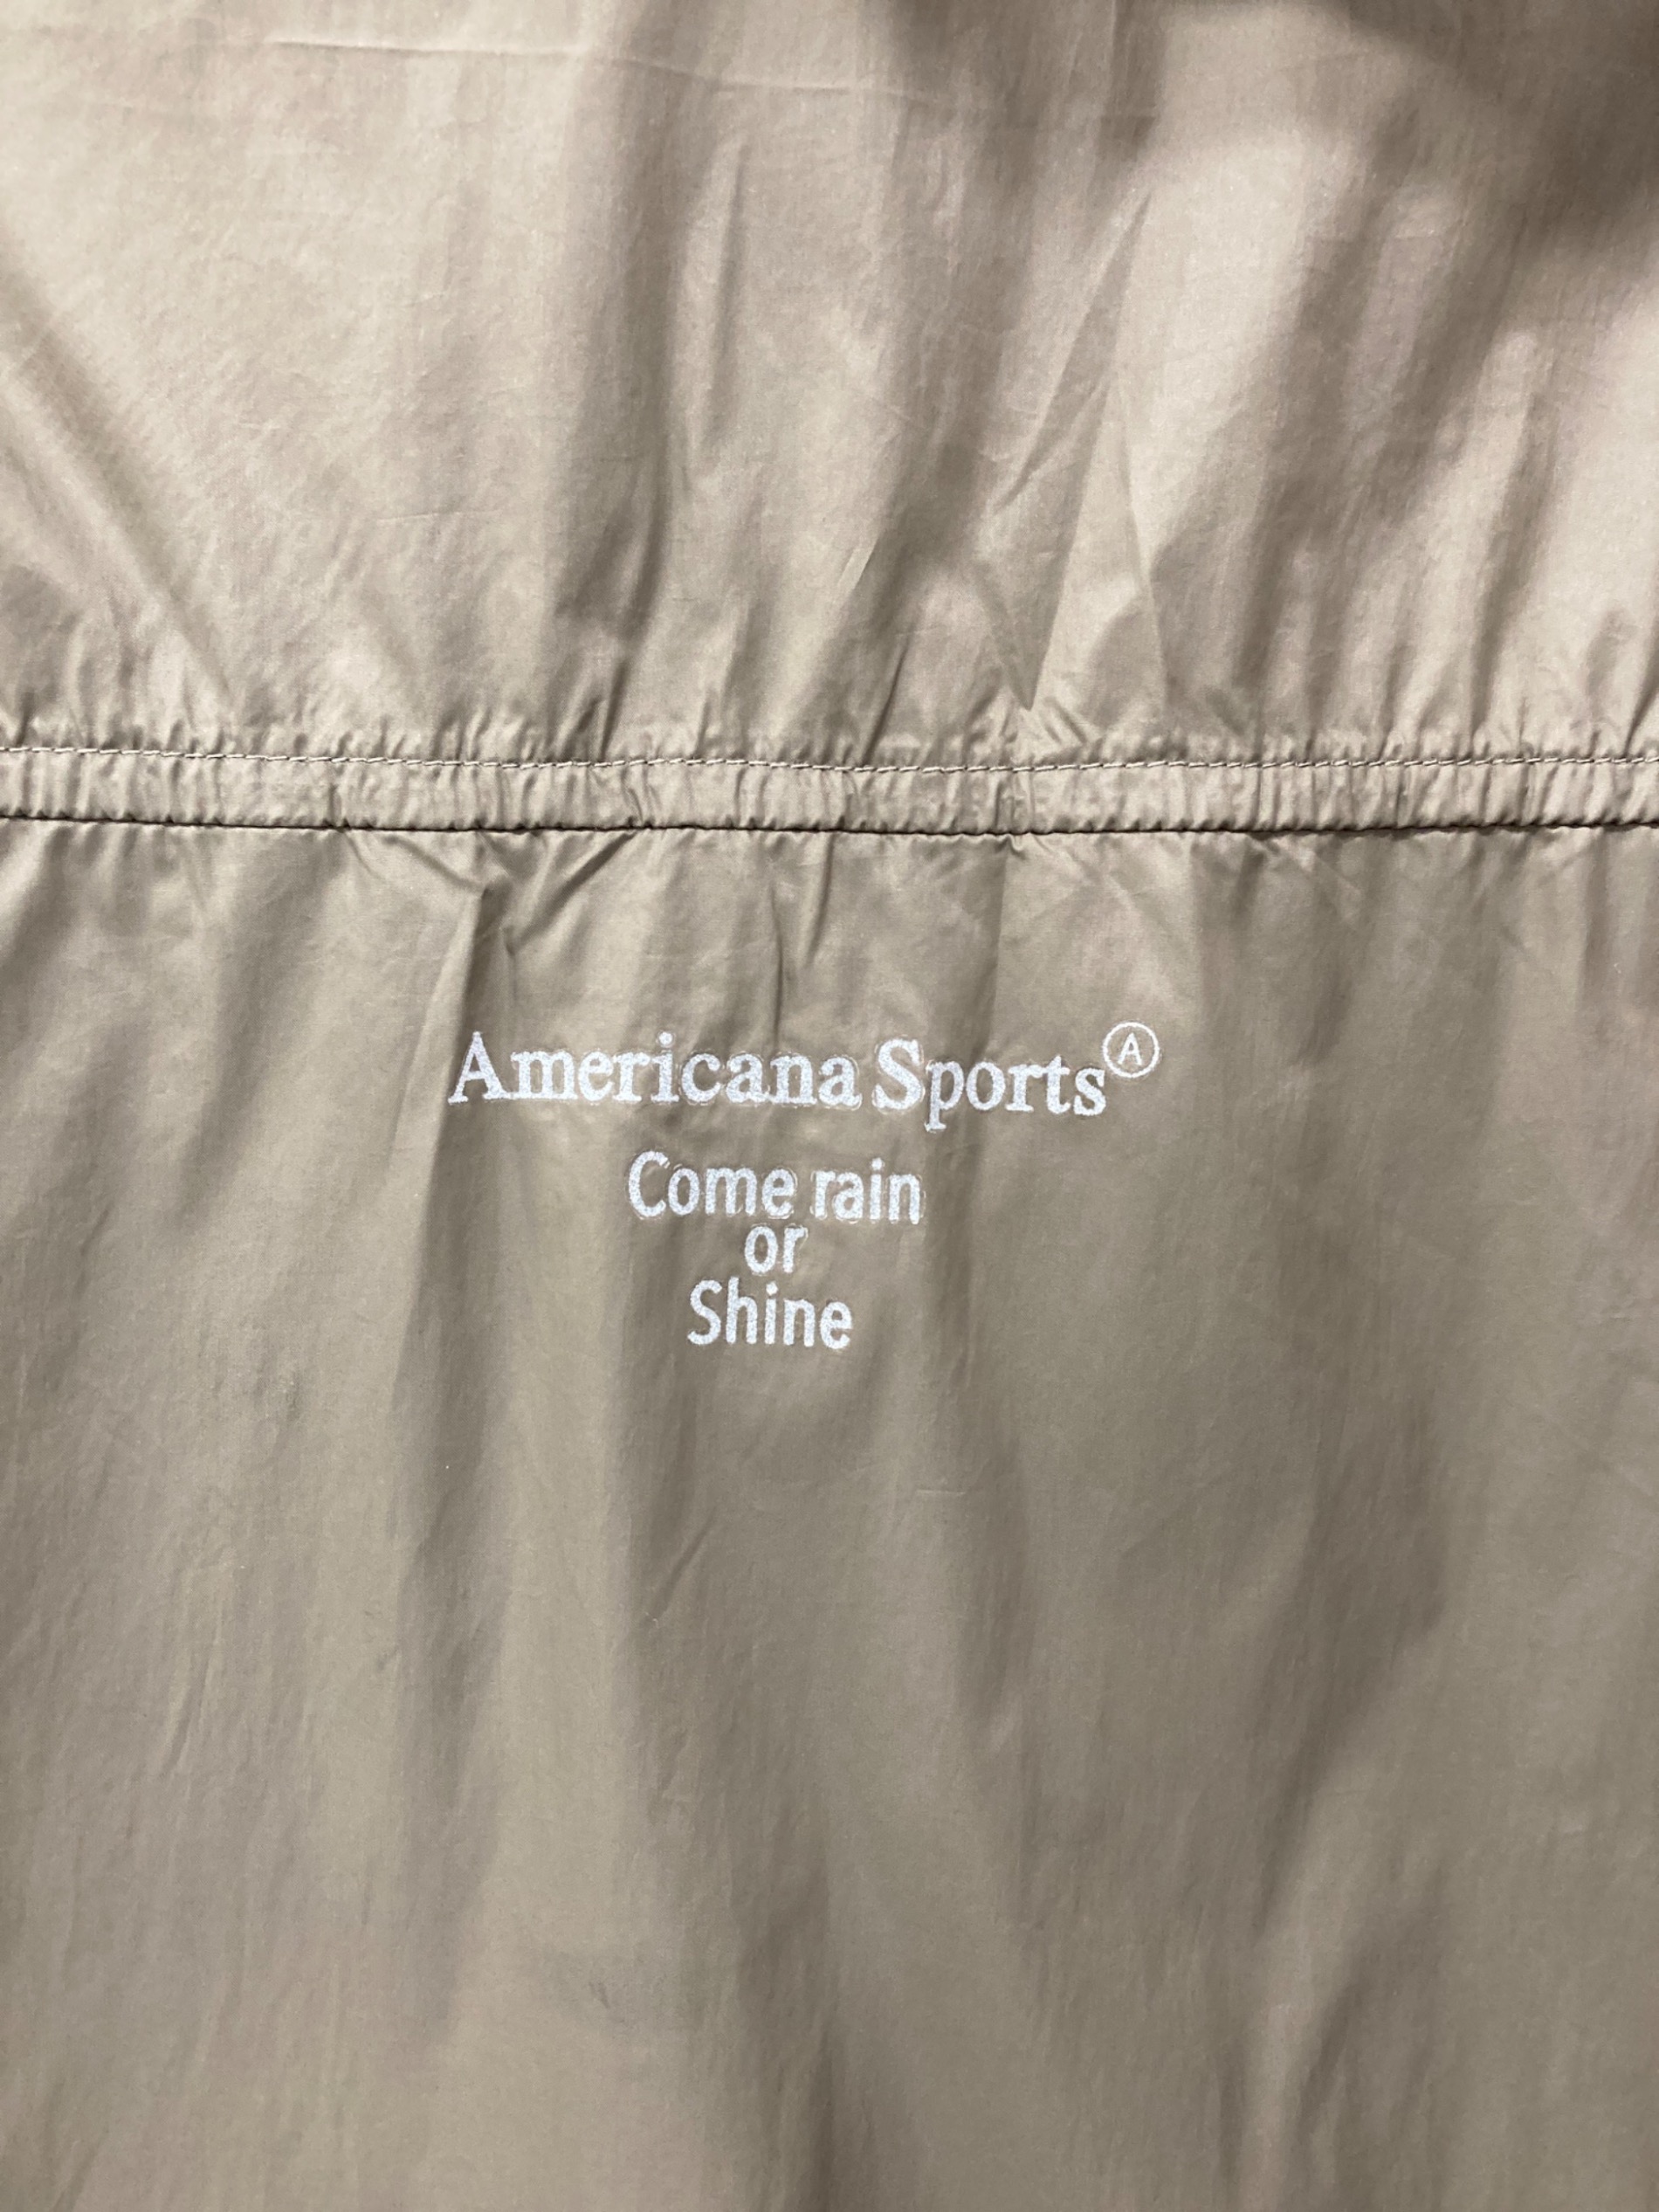 Americana Sports Ⓐ
Come rain
or
Shine